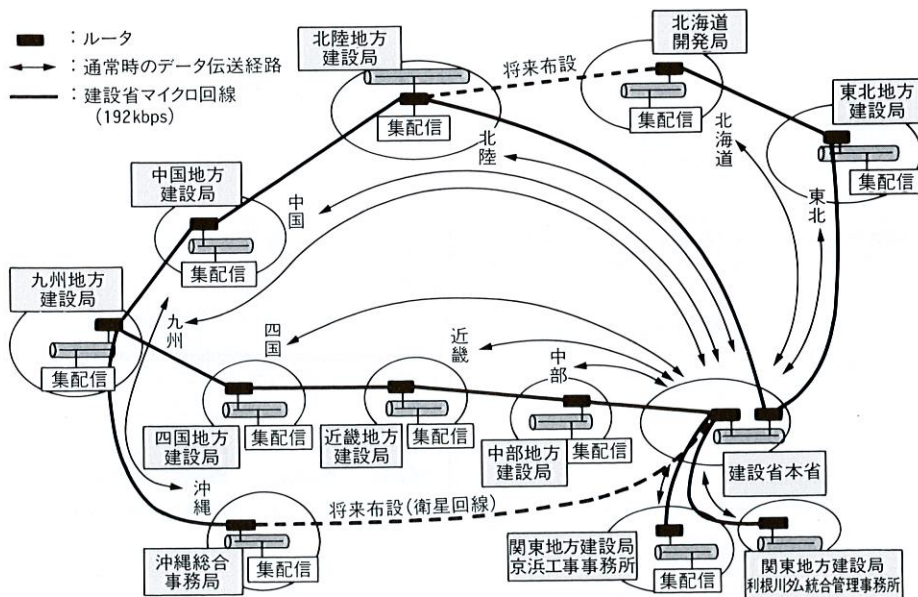 ：ルータ
：通常時のデータ伝送経路
：建設省マイクロ回線
(192kbps)
北陸地方
建設局
集配信
北陸
将来布設
北海道
開発局
集配信
北海道
東北地方
建設局
集配信
東北
中国地方
建設局
集配信
中国
九州地方
建設局
集配信
九州
四国
近畿
中部
四国地方
建設局
集配信
近畿地方
建設局
集配信
中部地方
建設局
集配信
建設省本省
沖縄
将来布設(衛星回線)
沖縄総合
事務局
集配信
関東地方建設局
京浜工事事務所
集配信
関東地方建設局
利根川ダム統合管理事務所